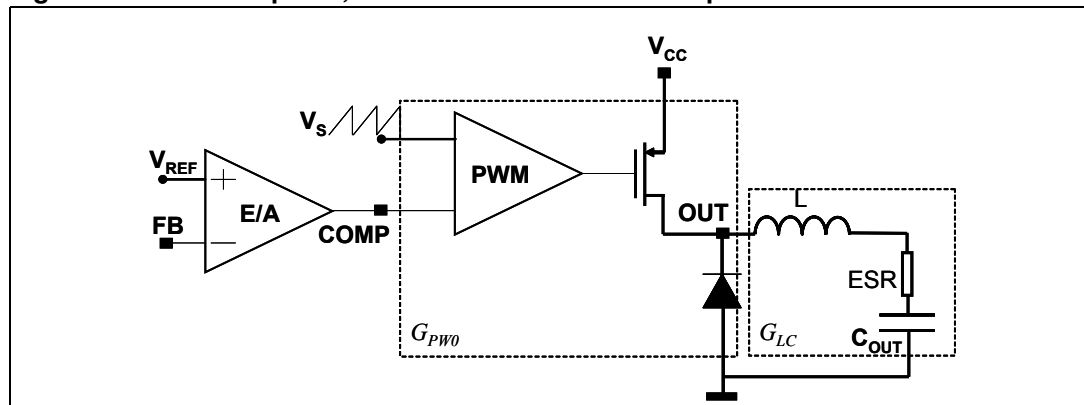 V_CC
V_S
V_REF
PWM
E/A
FB
COMP
OUT
L
ESR
C_OUT
G_PW0
G_LC